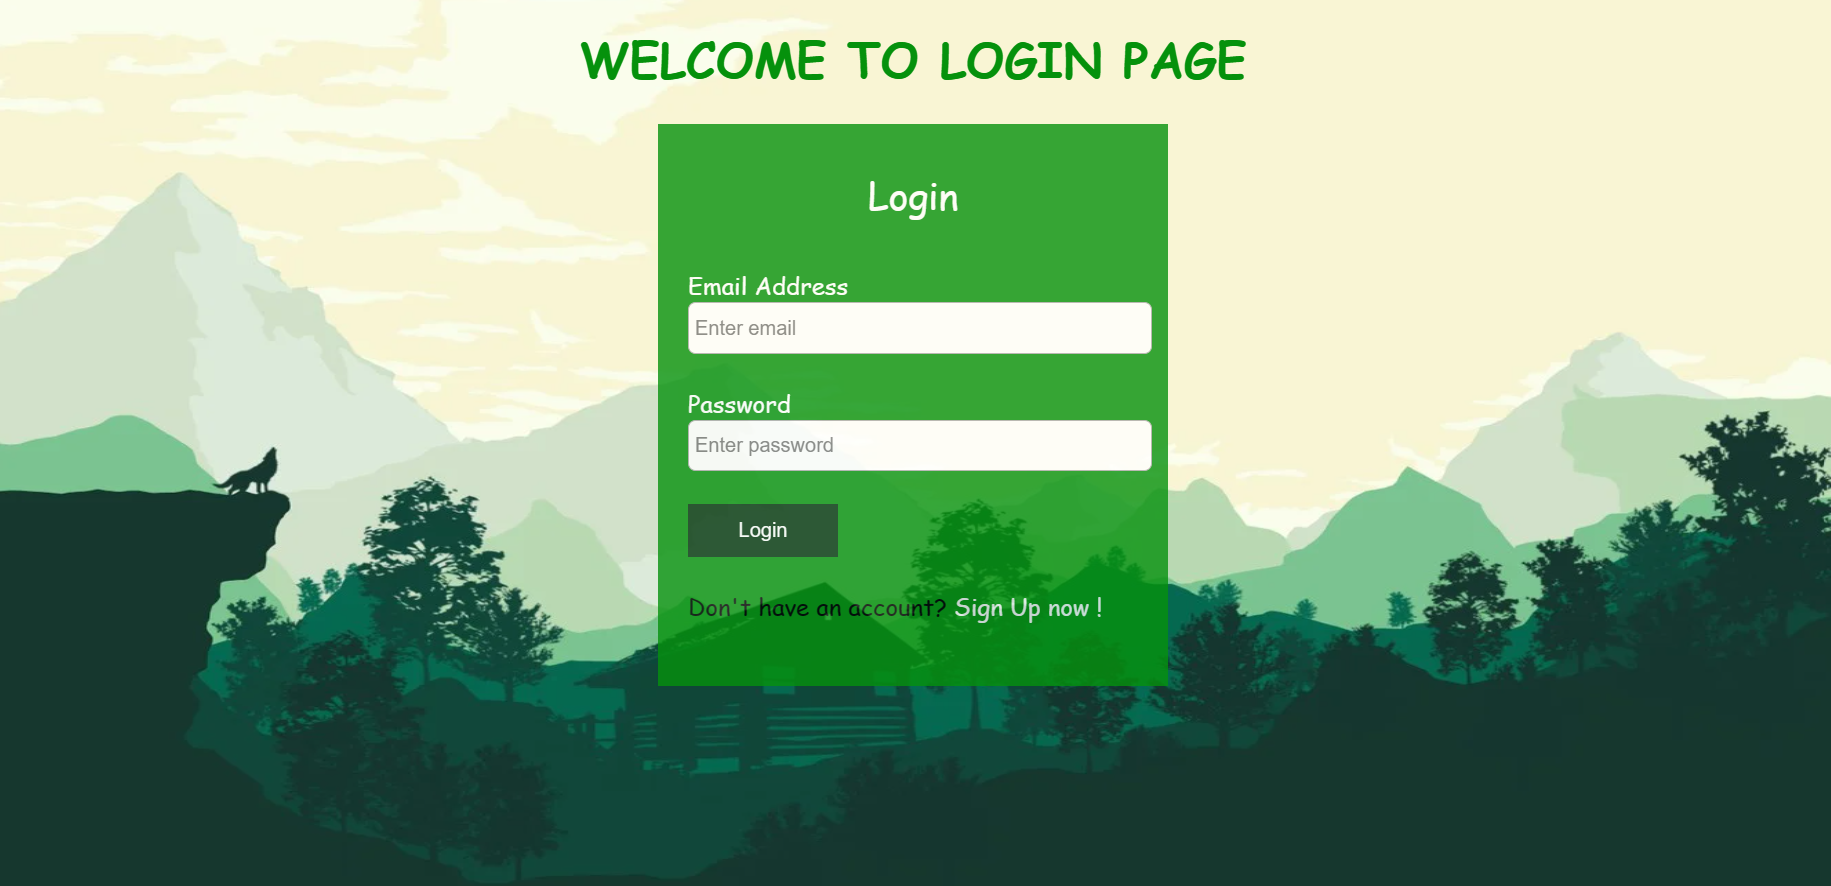 WELCOME TO LOGIN PAGE
Login
Email Address
Enter email
Password
Enter password
Login
Don't have an account? Sign Up now !